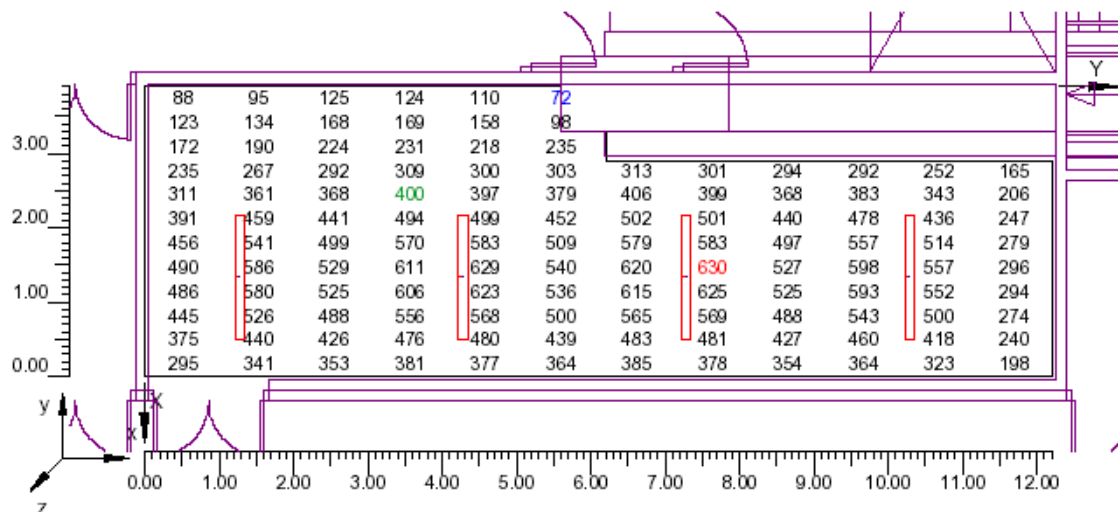 Y
88 95 125 124 110 72
123 134 168 169 158 98
3.00 172 190 224 231 218 235
235 267 292 309 300 303 313 301 294 292 252 165
311 361 368 400 397 379 406 399 368 383 343 206
2.00 391 459 441 494 499 452 502 501 440 478 436 247
456 541 499 570 583 509 579 583 497 557 514 279
490 586 529 611 629 540 620 630 527 598 557 296
1.00 486 580 525 606 623 536 615 625 525 593 552 294
445 526 488 556 568 500 565 569 488 543 500 274
375 440 426 476 480 439 483 481 427 460 418 240
0.00 295 341 353 381 377 364 385 378 354 364 323 198
y X
x
0.00 1.00 2.00 3.00 4.00 5.00 6.00 7.00 8.00 9.00 10.00 11.00 12.00
z